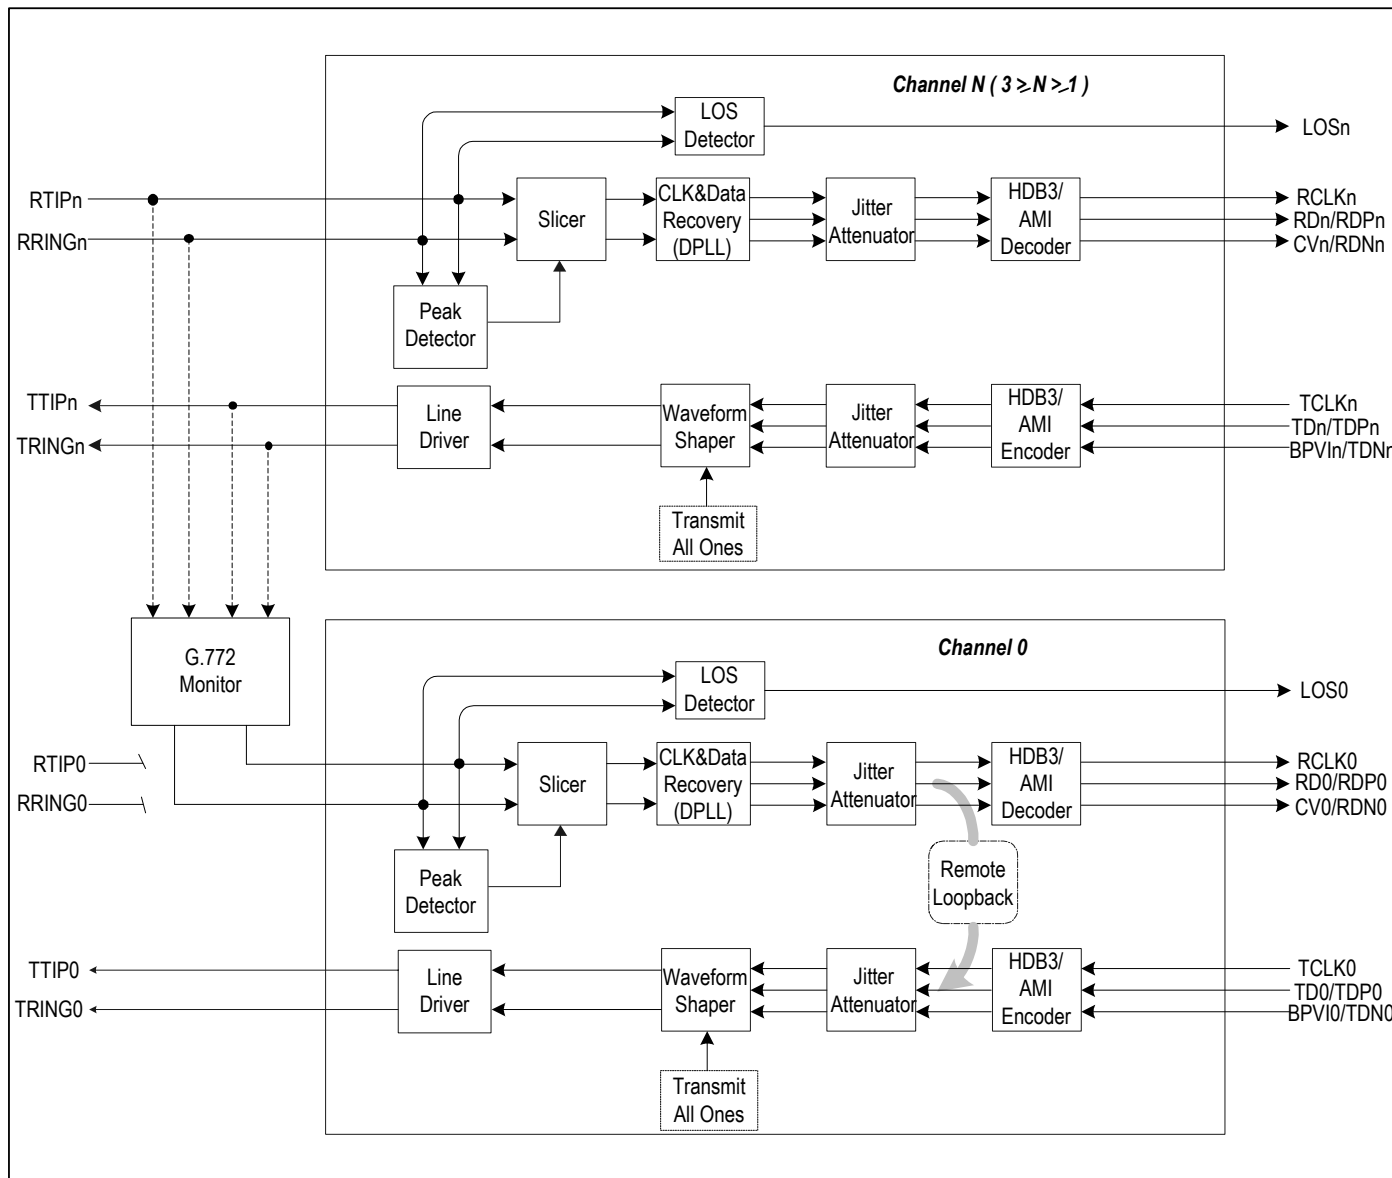 Channel N ( 3 ≥ N ≥ 1 )
LOS
Detector
LOSn
RTIPn
RRINGn
Slicer
CLK&Data
Recovery
(DPLL)
Jitter
Attenuator
HDB3/
AMI
Decoder
RCLKn
RDn/RDPn
CVn/RDNn
Peak
Detector
TTIPn
TRINGn
Line
Driver
Waveform
Shaper
Jitter
Attenuator
HDB3/
AMI
Encoder
TCLKn
TDn/TDPn
BPVIn/TDNn
Transmit
All Ones
G.772
Monitor
Channel 0
LOS
Detector
LOS0
RTIP0
RRING0
Slicer
CLK&Data
Recovery
(DPLL)
Jitter
Attenuator
HDB3/
AMI
Decoder
RCLK0
RD0/RDP0
CV0/RDN0
Peak
Detector
Remote
Loopback
TTIP0
TRING0
Line
Driver
Waveform
Shaper
Jitter
Attenuator
HDB3/
AMI
Encoder
TCLK0
TD0/TDP0
BPVI0/TDN0
Transmit
All Ones